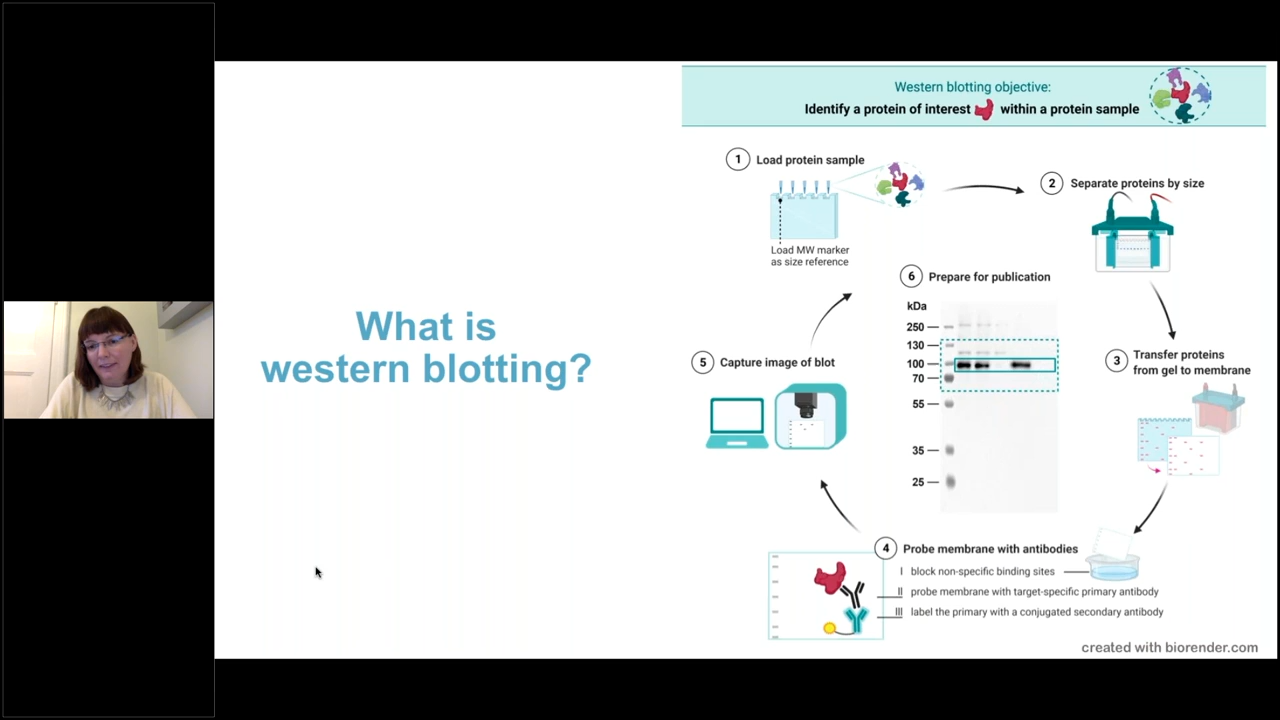 What is
western blotting?
Western blotting objective:
Identify a protein of interest within a protein sample
1 Load protein sample
Load MW marker
as size reference
2 Separate proteins by size
3 Transfer proteins
from gel to membrane
4 Probe membrane with antibodies
I block non-specific binding sites
II probe membrane with target-specific primary antibody
III label the primary with a conjugated secondary antibody
5 Capture image of blot
6 Prepare for publication
kDa
250
130
100
70
55
35
25
created with biorender.com